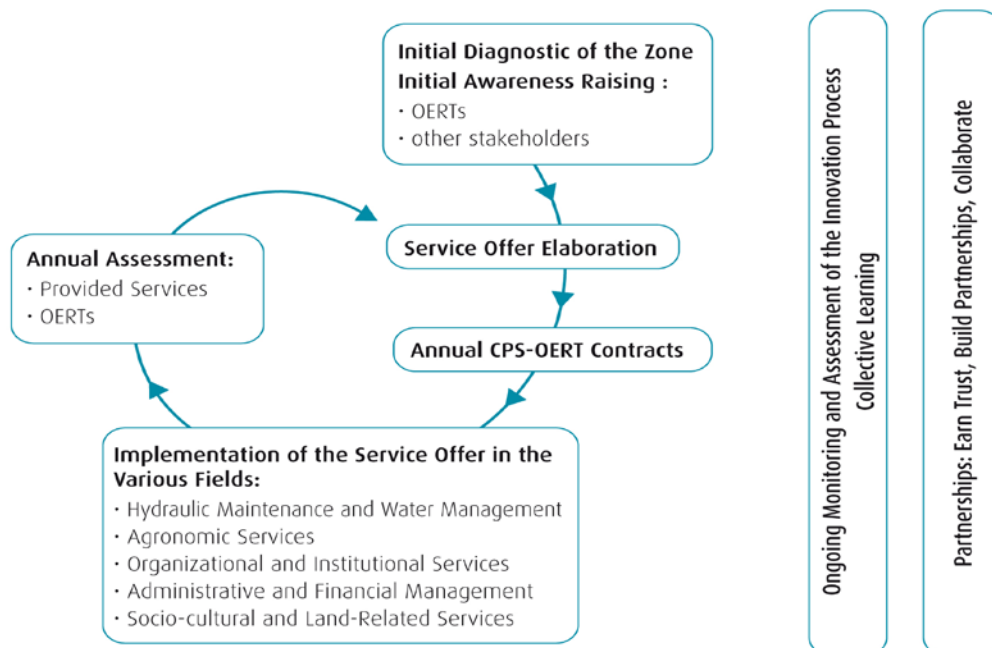 Initial Diagnostic of the Zone
Initial Awareness Raising :
· OERTs
· other stakeholders
Service Offer Elaboration
Annual CPS-OERT Contracts
Implementation of the Service Offer in the
Various Fields:
· Hydraulic Maintenance and Water Management
· Agronomic Services
· Organizational and Institutional Services
· Administrative and Financial Management
· Socio-cultural and Land-Related Services
Annual Assessment:
· Provided Services
· OERTs
Ongoing Monitoring and Assessment of the Innovation Process
Collective Learning
Partnerships: Earn Trust, Build Partnerships, Collaborate